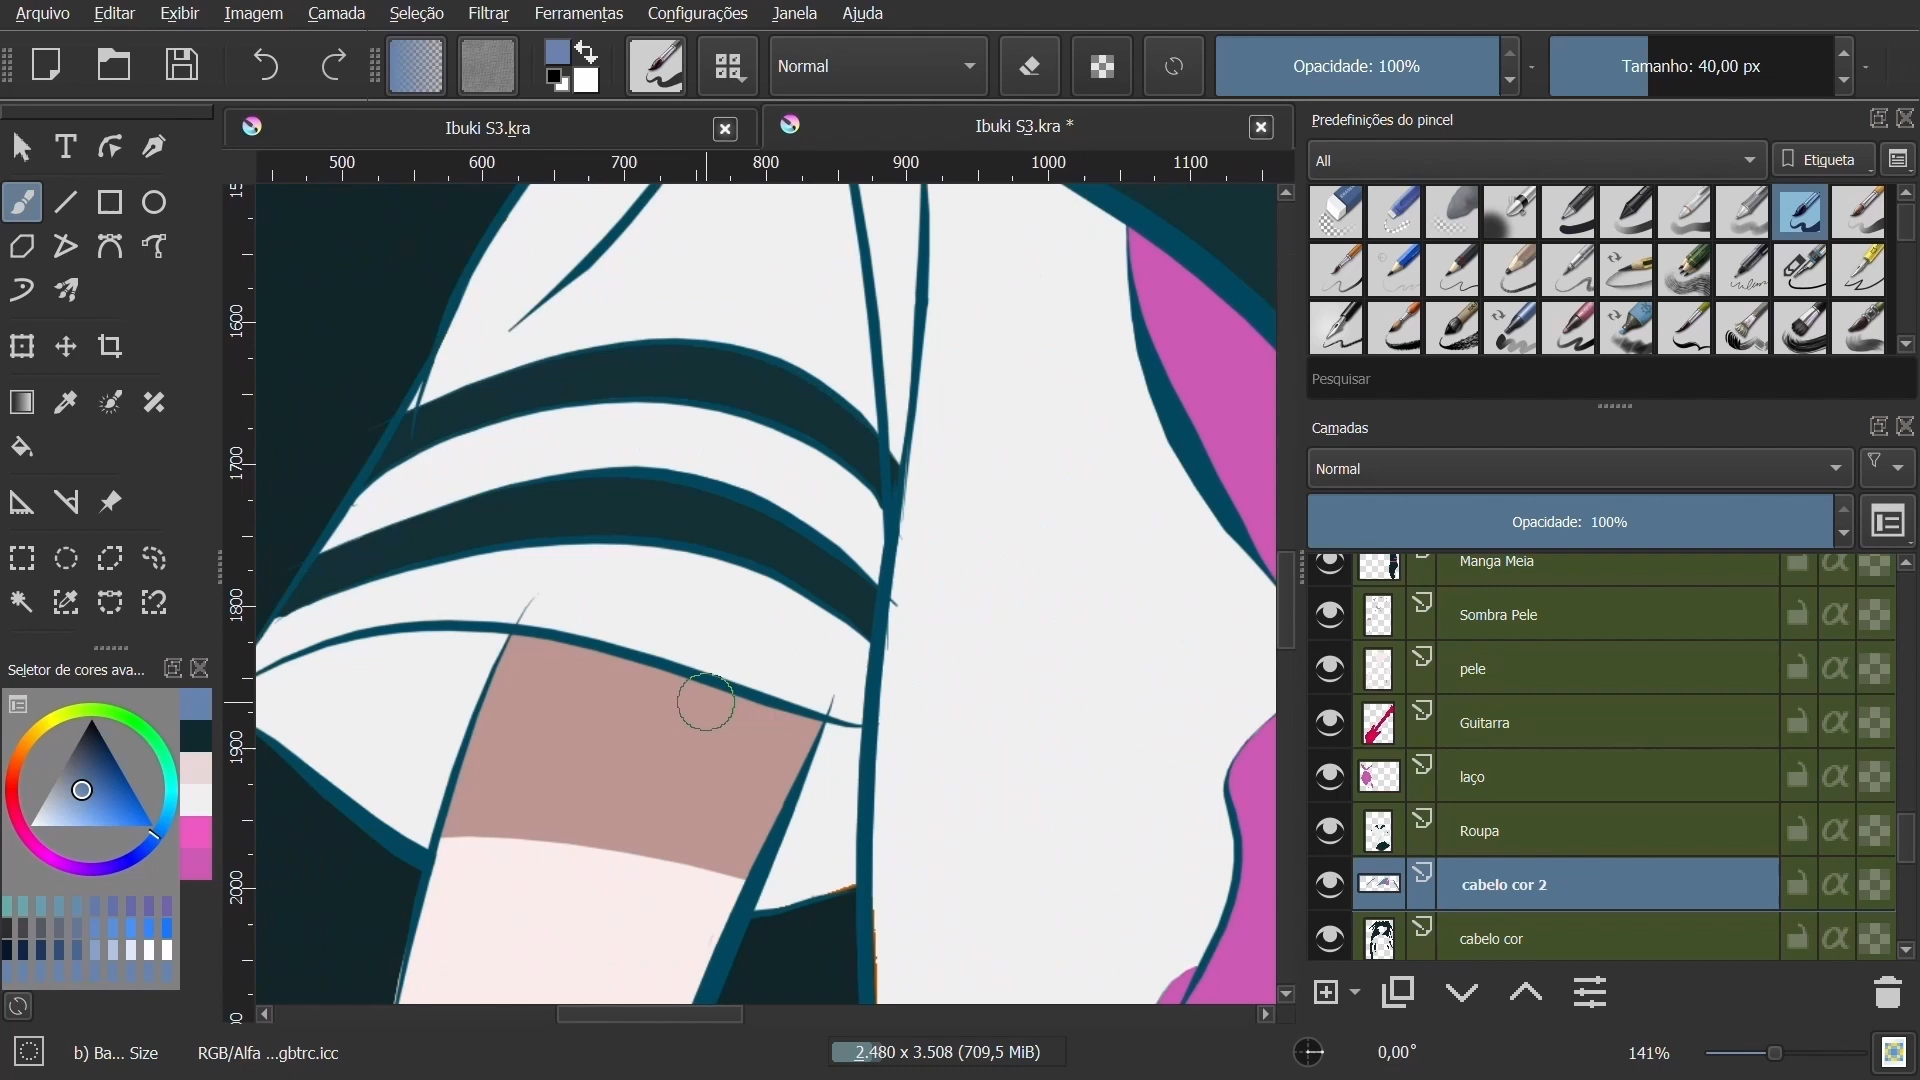 Arquivo Editar Exibir Imagem Camada Seleção Filtrar Ferramentas Configurações Janela Ajuda
Normal
Opacidade: 100%
Tamanho: 40,00 px
Ibuki S3.kra
Ibuki S3.kra *
Predefinições do pincel
All
Etiqueta
Pesquisar
500 600 700 800 900 1000 1100
1600
1700
1800
1900
2000
Camadas
Normal
Opacidade: 100%
Manga Meia
Sombra Pele
pele
Guitarra
laço
Roupa
cabelo cor 2
cabelo cor
Seletor de cores ava...
b) Ba... Size
RGB/Alfa ...gbtrc.icc
2.480 x 3.508 (709,5 MiB)
0,00°
141%